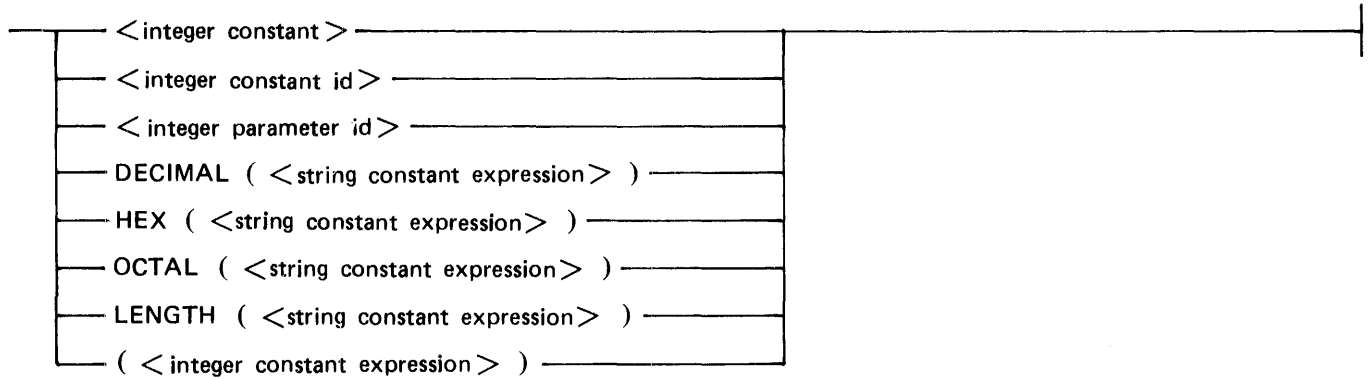 <integer constant>
<integer constant id>
<integer parameter id>
DECIMAL ( <string constant expression> )
HEX ( <string constant expression> )
OCTAL ( <string constant expression> )
LENGTH ( <string constant expression> )
( <integer constant expression> )